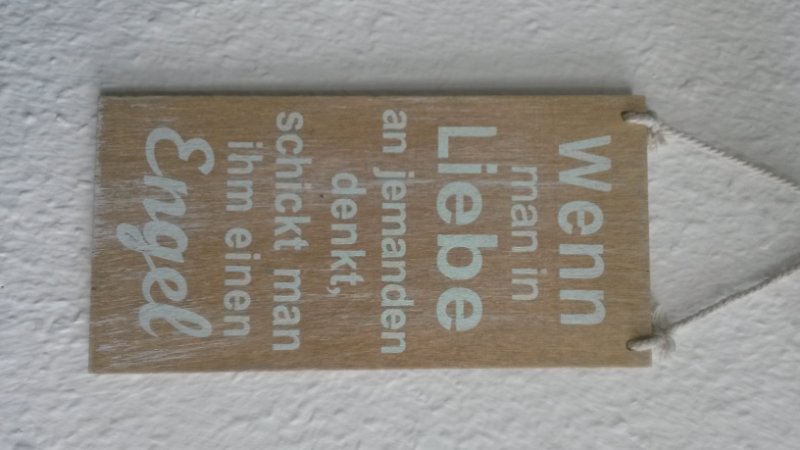 Wenn
man in
Liebe
an jemanden
denkt,
schickt man
ihm einen
Engel